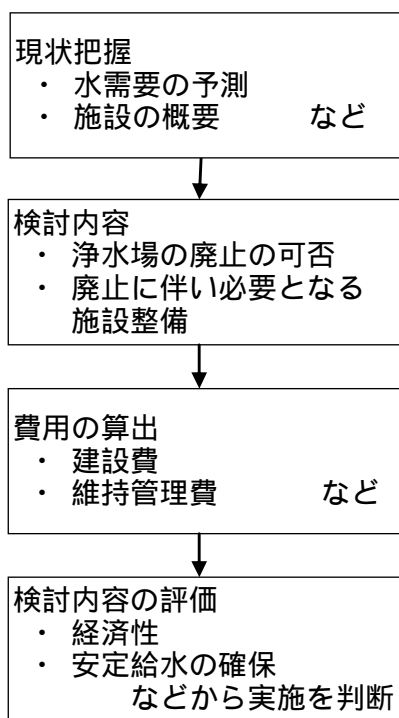 現状把握
・ 水需要の予測
・ 施設の概要 など
検討内容
・ 浄水場の廃止の可否
・ 廃止に伴い必要となる
施設整備
費用の算出
・ 建設費
・ 維持管理費 など
検討内容の評価
・ 経済性
・ 安定給水の確保
などから実施を判断